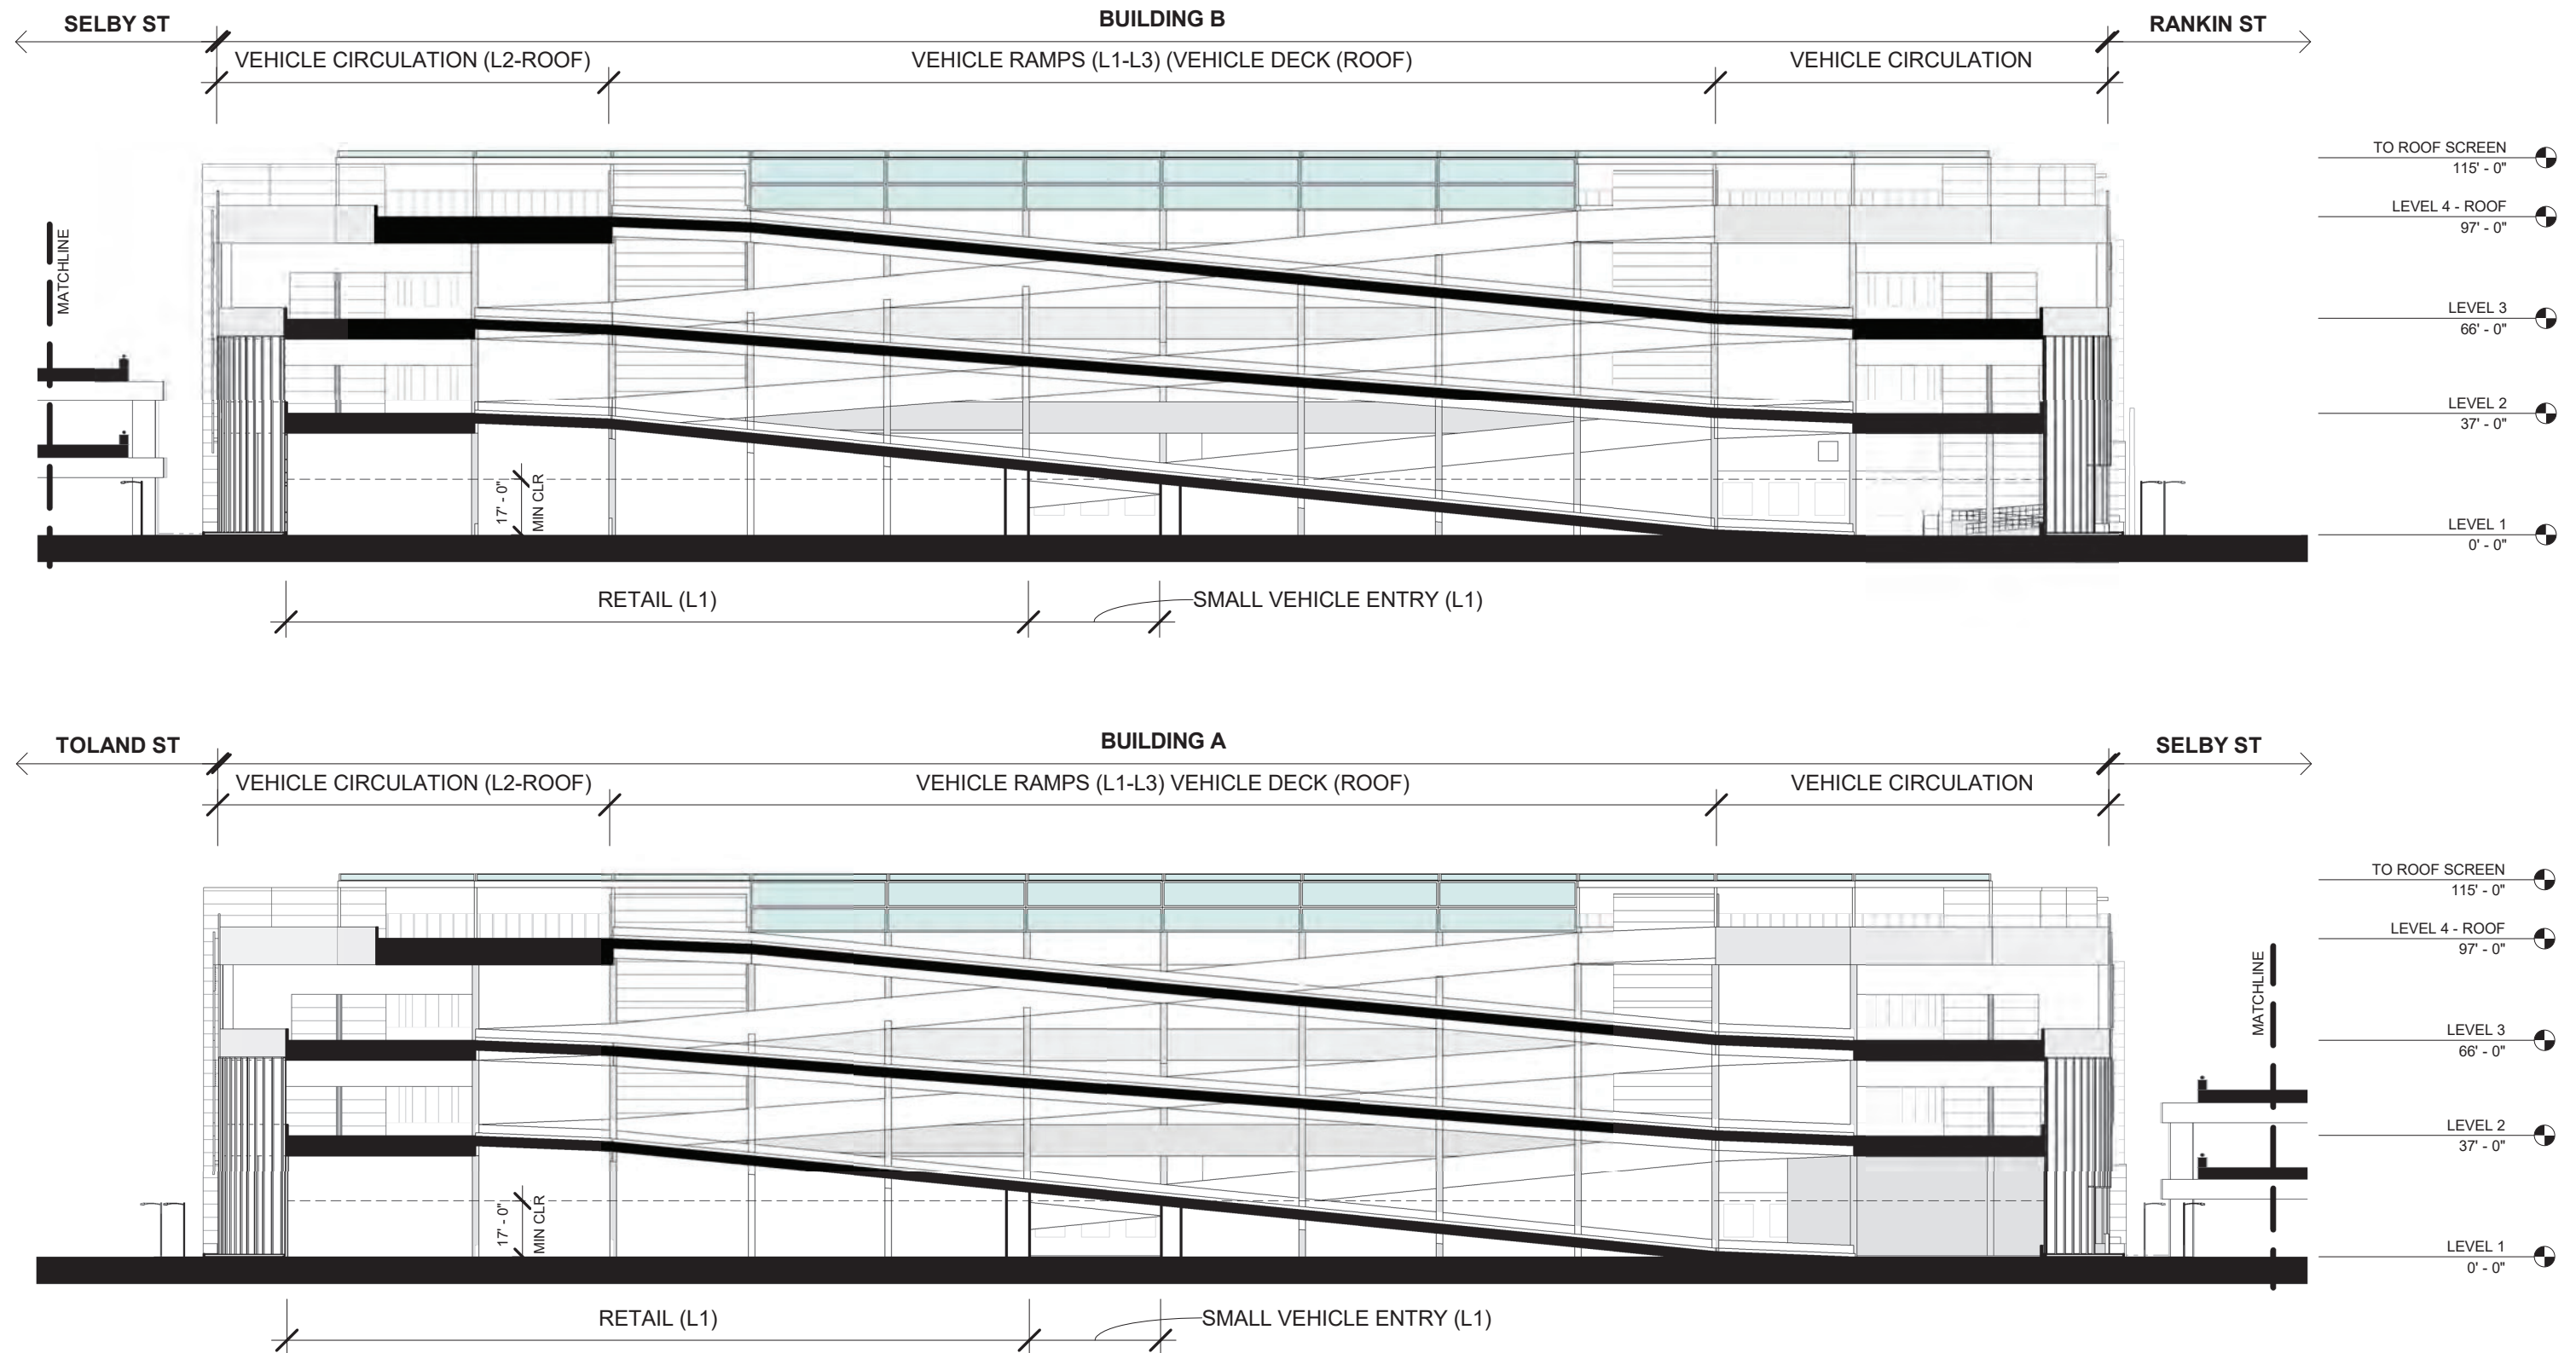 SELBY ST
BUILDING B
RANKIN ST
VEHICLE CIRCULATION (L2-ROOF)
VEHICLE RAMPS (L1-L3) (VEHICLE DECK (ROOF)
VEHICLE CIRCULATION
TO ROOF SCREEN
115' - 0"
LEVEL 4 - ROOF
97' - 0"
MATCHLINE
LEVEL 3
66' - 0"
LEVEL 2
37' - 0"
17' - 0"
MIN CLR
LEVEL 1
0' - 0"
RETAIL (L1)
SMALL VEHICLE ENTRY (L1)
TOLAND ST
BUILDING A
SELBY ST
VEHICLE CIRCULATION (L2-ROOF)
VEHICLE RAMPS (L1-L3) VEHICLE DECK (ROOF)
VEHICLE CIRCULATION
TO ROOF SCREEN
115' - 0"
LEVEL 4 - ROOF
97' - 0"
MATCHLINE
LEVEL 3
66' - 0"
LEVEL 2
37' - 0"
17' - 0"
MIN CLR
LEVEL 1
0' - 0"
RETAIL (L1)
SMALL VEHICLE ENTRY (L1)